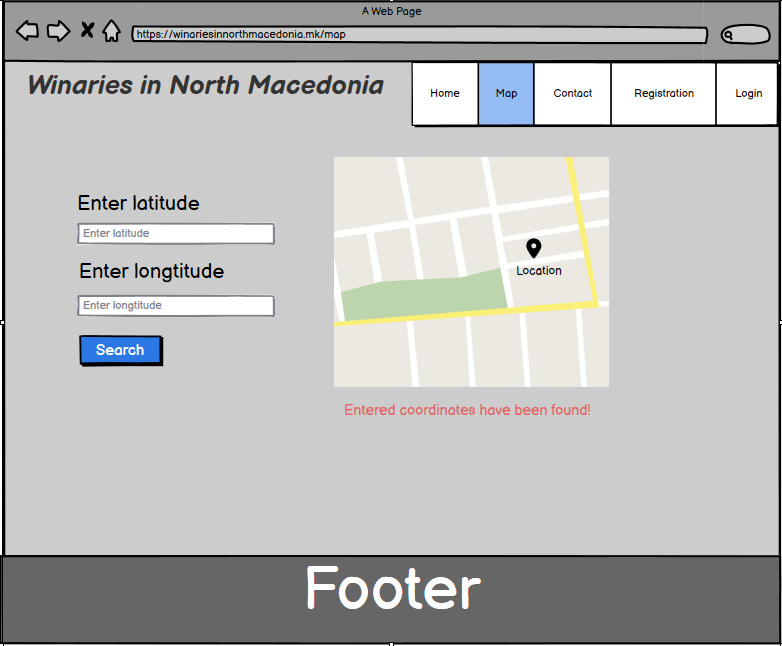 A Web Page
https://winariesinnorthmacedonia.mk/map
Winaries in North Macedonia
Home
Map
Contact
Registration
Login
Enter latitude
Enter latitude
Enter longtitude
Enter longtitude
Search
Location
Entered coordinates have been found!
Footer